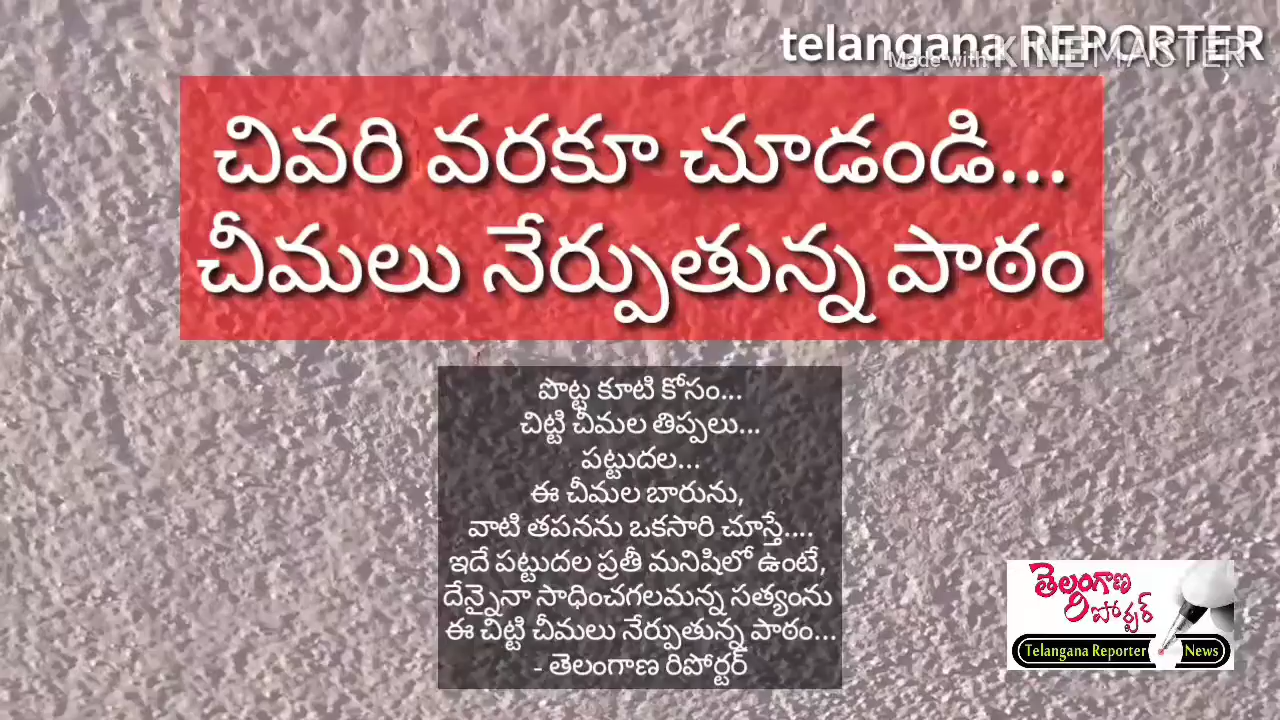 telangana REPORTER
Made with KINEMASTER
చివరి వరకూ చూడండి...
చీమలు నేర్పుతున్న పాఠం
పొట్ట కూటి కోసం...
చిట్టి చీమల తిప్పలు...
పట్టుదల...
ఈ చీమల బారును,
వాటి తపనను ఒకసారి చూస్తే....
ఇదే పట్టుదల ప్రతీ మనిషిలో ఉంటే,
దేన్నైనా సాధించగలమన్న సత్యంను
ఈ చిట్టి చీమలు నేర్పుతున్న పాఠం...
- తెలంగాణ రిపోర్టర్
తెలంగాణ
రిపోర్టర్
Telangana Reporter News